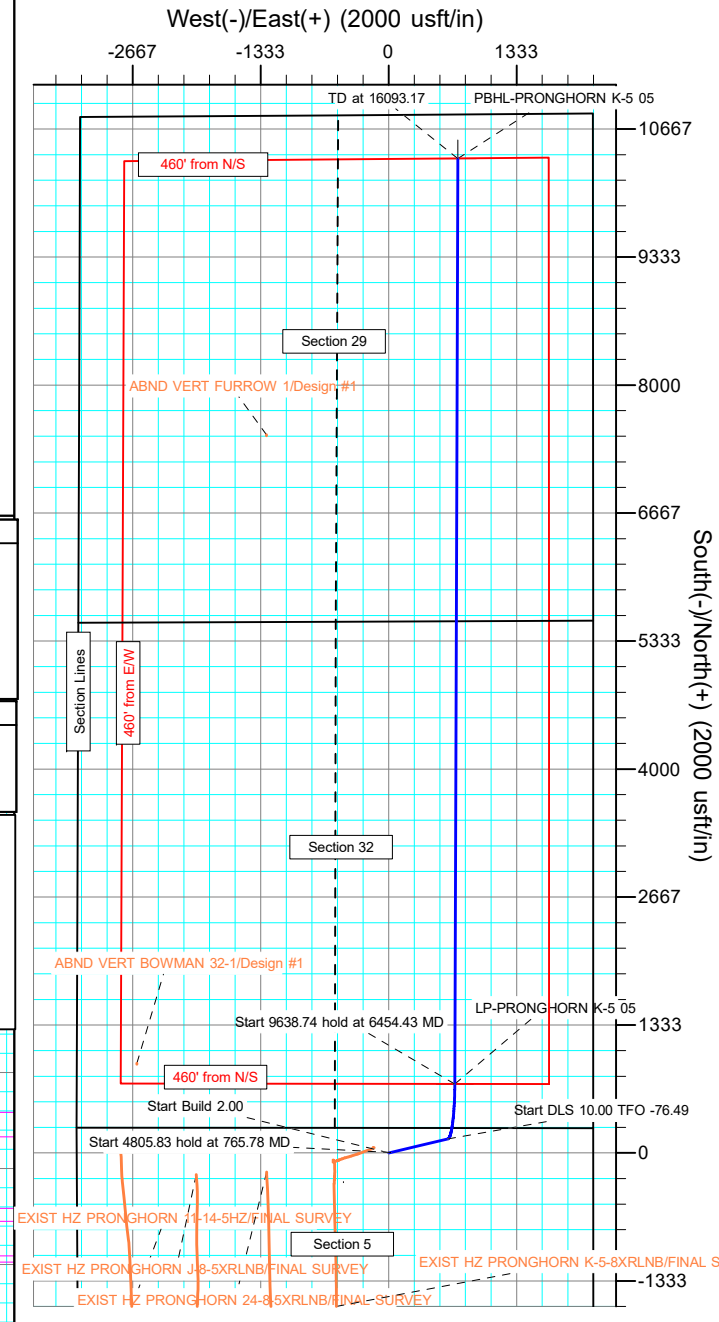 West(-)/East(+) (2000 usft/in)
-2667
-1333
0
1333
TD at 16093.17
PBHL-PRONGHORN K-5 05
10667
460' from N/S
9333
Section 29
ABND VERT FURROW 1/Design #1
8000
6667
South(-)/North(+) (2000 usft/in)
Section Lines
460' from E/W
5333
4000
Section 32
2667
ABND VERT BOWMAN 32-1/Design #1
LP-PRONGHORN K-5 05
Start 9638.74 hold at 6454.43 MD
1333
460' from N/S
Start Build 2.00
Start DLS 10.00 TFO -76.49
Start 4805.83 hold at 765.78 MD
0
EXIST HZ PRONGHORN 11-14-5HZ/FINAL SURVEY
Section 5
EXIST HZ PRONGHORN K-5-8XRLNB/FINAL S
EXIST HZ PRONGHORN J-8-5XRLNB/FINAL SURVEY
-1333
EXIST HZ PRONGHORN 24-8-5XRLNB/FINAL SURVEY